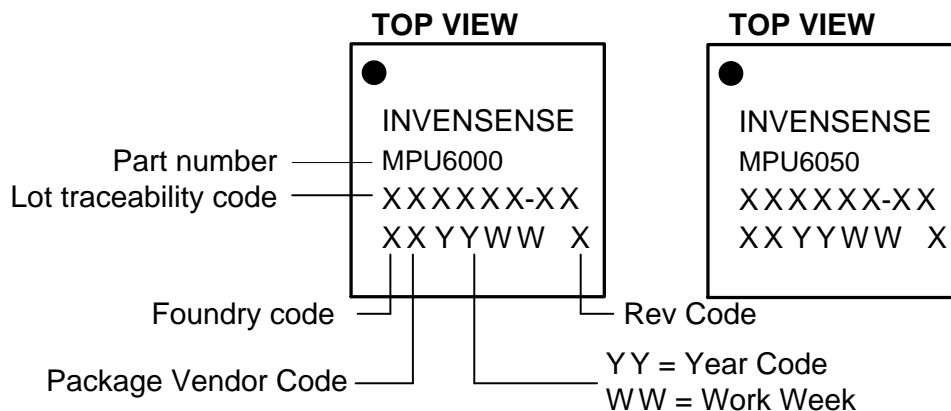 TOP VIEW
INVENSENSE
MPU6000
XXXXXX-XX
XXYYWW X
Part number
Lot traceability code
Foundry code
Package Vendor Code
Rev Code
YY = Year Code
WW = Work Week
TOP VIEW
INVENSENSE
MPU6050
XXXXXX-XX
XXYYWW X